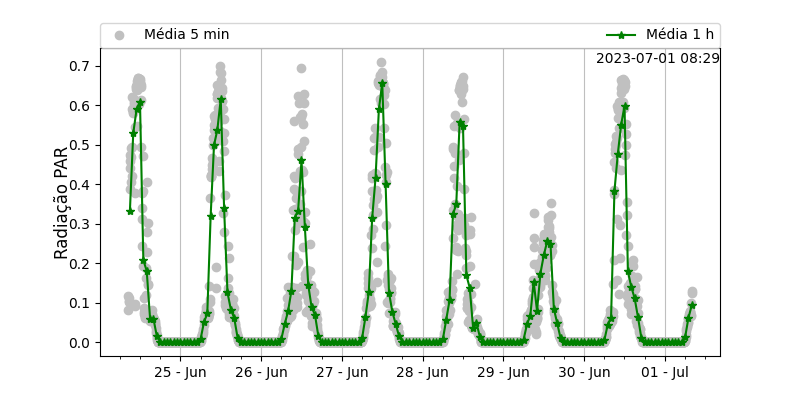 Média 5 min
Média 1 h
2023-07-01 08:29
Radiação PAR
0.7
0.6
0.5
0.4
0.3
0.2
0.1
0.0
25 - Jun
26 - Jun
27 - Jun
28 - Jun
29 - Jun
30 - Jun
01 - Jul